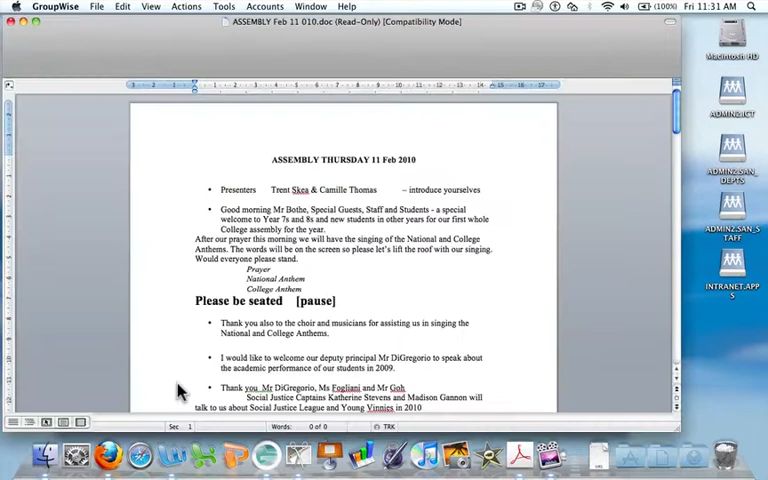 GroupWise File Edit View Actions Tools Accounts Window Help (100%) Fri 11:31 AM
ASSEMBLY Feb 11 010.doc (Read-Only) [Compatibility Mode]
ASSEMBLY THURSDAY 11 Feb 2010
• Presenters Trent Skea & Camille Thomas – introduce yourselves
• Good morning Mr Bothe, Special Guests, Staff and Students - a special
welcome to Year 7s and 8s and new students in other years for our first whole
College assembly for the year.
After our prayer this morning we will have the singing of the National and College
Anthems. The words will be on the screen so please let's lift the roof with our singing.
Would everyone please stand.
Prayer
National Anthem
College Anthem
Please be seated [pause]
• Thank you also to the choir and musicians for assisting us in singing the
National and College Anthems.
• I would like to welcome our deputy principal Mr DiGregorio to speak about
the academic performance of our students in 2009.
• Thank you Mr DiGregorio, Ms Fogliani and Mr Goh
Social Justice Captains Katherine Stevens and Madison Gannon will
talk to us about Social Justice League and Young Vinnies in 2010
Sec 1 Words: 0 of 0 TRK
Macintosh HD
ADMIN2.ICT
ADMIN2.SAN_
DEPTS
ADMIN2.SAN_S
TAFF
INTRANET.APP
S